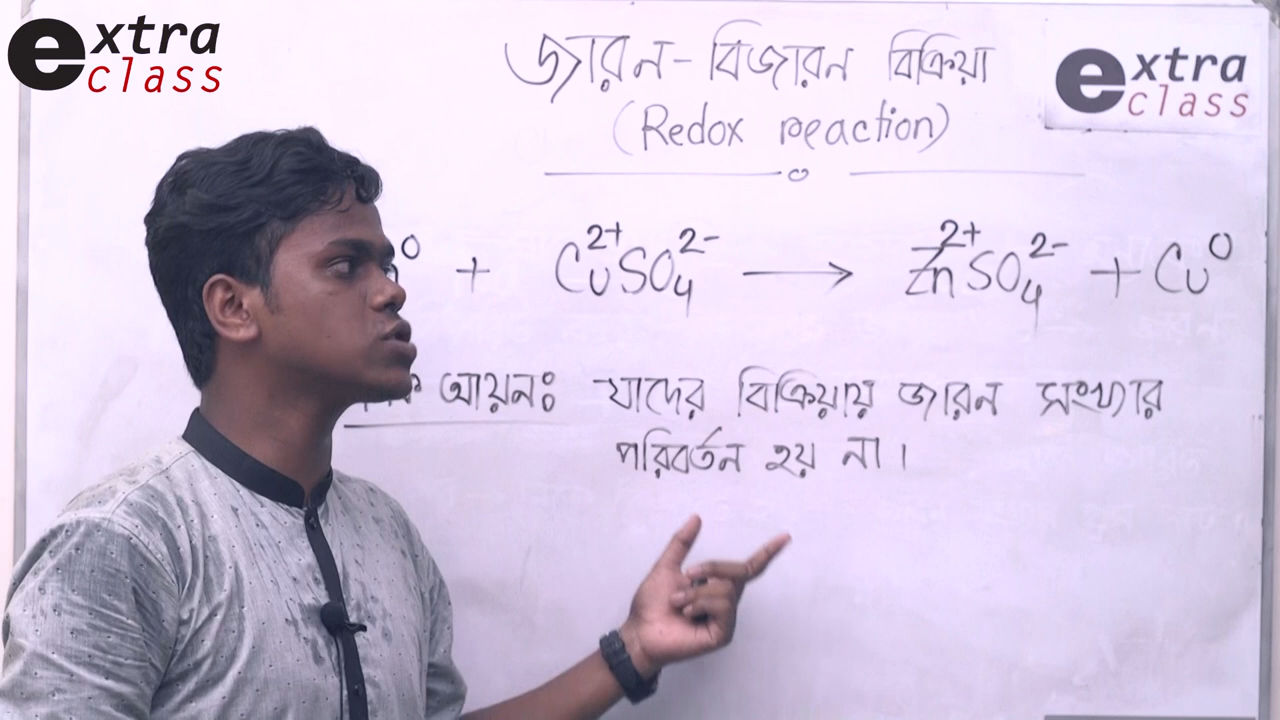 extra class
extra class
জারন-বিজারন বিক্রিয়া
(Redox reaction)
⁰ + Cu²⁺SO₄²⁻ ⟶ Zn²⁺SO₄²⁻ + Cu⁰
আয়নঃ যাদের বিক্রিয়ায় জারন সংখ্যার
পরিবর্তন হয় না।